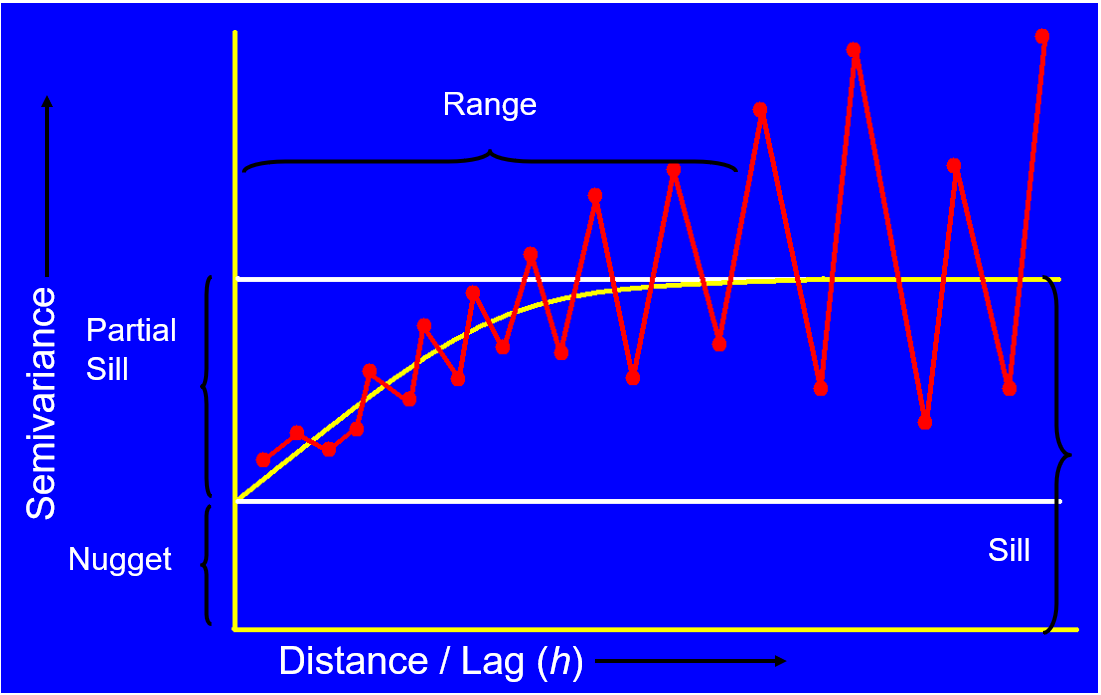 Range
Semivariance
Partial
Sill
Nugget
Sill
Distance / Lag (h)